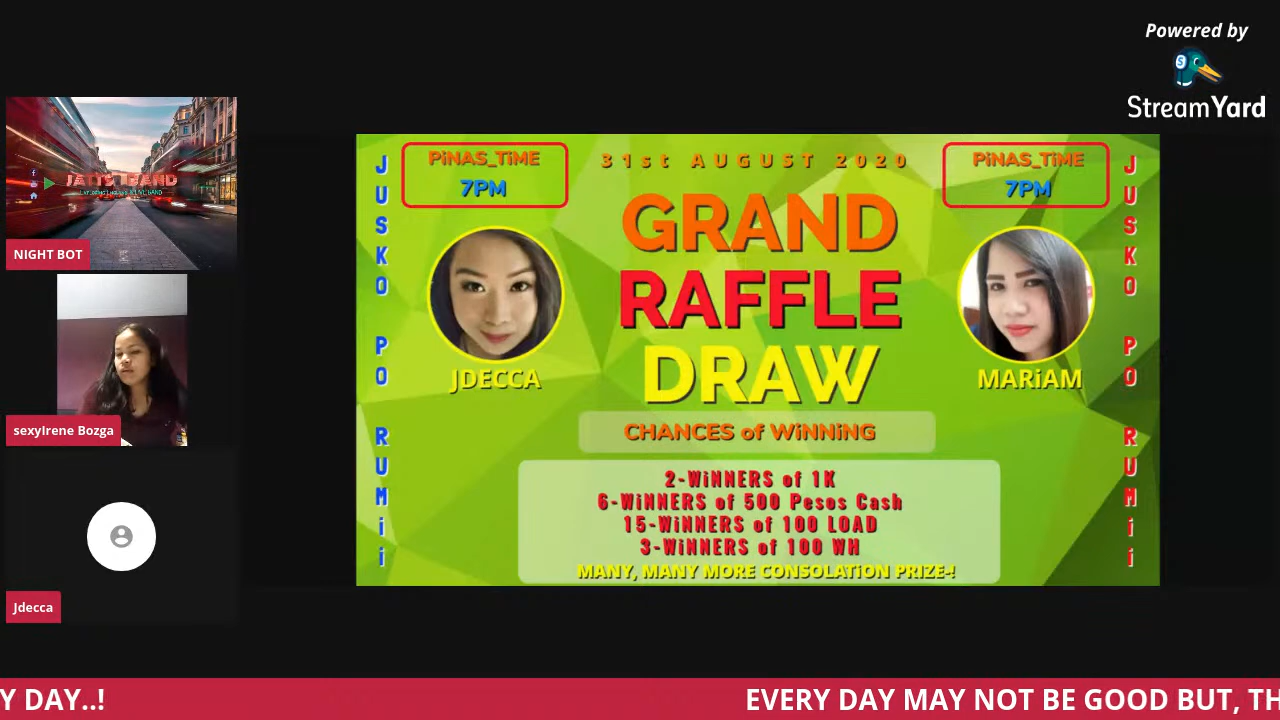 Powered by
StreamYard
JATTS BAND
NIGHT BOT
sexyIrene Bozga
Jdecca
JUSKO PO RUMii
PiNAS_TiME
7PM
31st AUGUST 2020
PiNAS_TiME
7PM
JUSKO PO RUMii
GRAND
RAFFLE
DRAW
JDECCA
MARiAM
CHANCES of WiNNiNG
2-WiNNERS of 1K
6-WiNNERS of 500 Pesos Cash
15-WiNNERS of 100 LOAD
3-WiNNERS of 100 WH
MANY, MANY MORE CONSOLATiON PRIZE-!
Y DAY..!
EVERY DAY MAY NOT BE GOOD BUT, TH